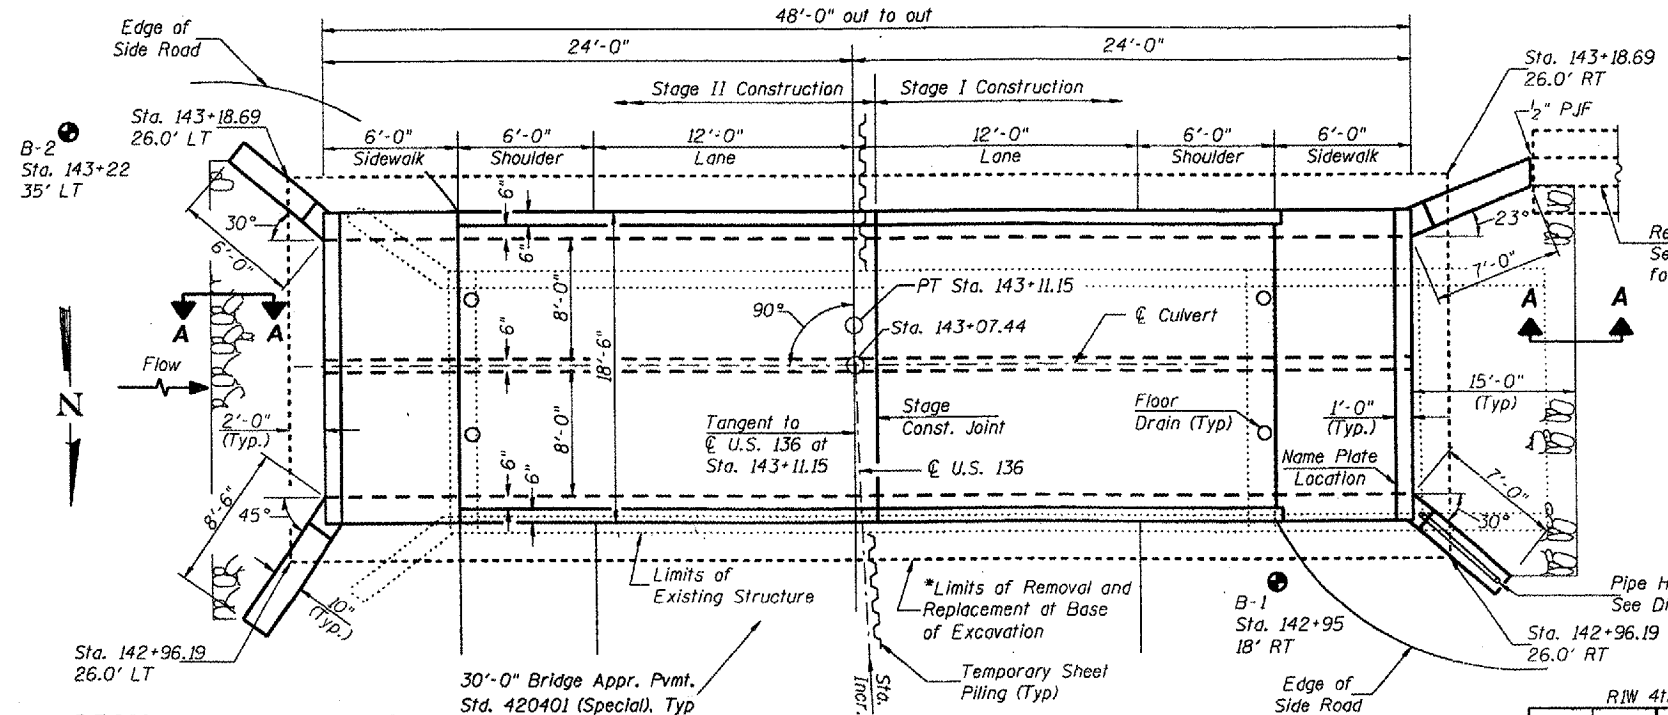 48'-0" out to out
24'-0"
24'-0"
Edge of
Side Road
Stage II Construction
Stage I Construction
Sta. 143+18.69
26.0' RT
½" PJF
Sta. 143+18.69
26.0' LT
B-2
Sta. 143+22
35' LT
6'-0"
Sidewalk
6'-0"
Shoulder
12'-0"
Lane
12'-0"
Lane
6'-0"
Shoulder
6'-0"
Sidewalk
6"
6"
30°
6'-0"
23°
7'-0"
Re
Se
fo
A
A
A
A
8'-0"
90°
PT Sta. 143+11.15
Sta. 143+07.44
℄ Culvert
Flow
N
6"
18'-6"
2'-0"
(Typ.)
8'-0"
Tangent to
℄ U.S. 136 at
Sta. 143+11.15
Stage
Const. Joint
℄ U.S. 136
Floor
Drain (Typ)
1'-0"
(Typ.)
15'-0"
(Typ)
Name Plate
Location
8'-6"
45°
6"
6"
7'-0"
30°
10"
(Typ.)
Limits of
Existing Structure
*Limits of Removal and
Replacement at Base
of Excavation
B-1
Sta. 142+95
18' RT
Pipe H
See Dr
Sta. 142+96.19
26.0' LT
Sta. 142+96.19
26.0' RT
30'-0" Bridge Appr. Pvmt.
Std. 420401 (Special), Typ
Sta.
Incr.
Temporary Sheet
Piling (Typ)
Edge of
Side Road
RIW 4t